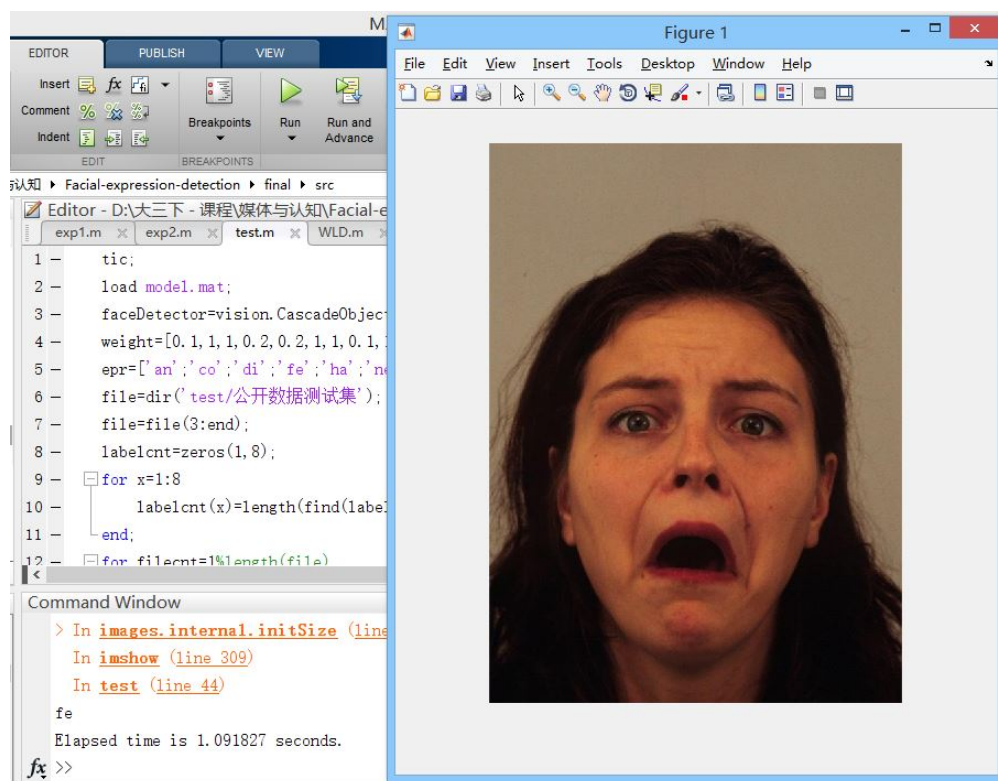 M
EDITOR PUBLISH VIEW
Insert fx
Comment
Indent
Breakpoints
Run
Run and
Advance
EDIT
BREAKPOINTS
认知 Facial-expression-detection final src
Editor - D:\大三下 - 课程\媒体与认知\Facial-e
exp1.m exp2.m test.m WLD.m
1 tic;
2 load model.mat;
3 faceDetector=vision.CascadeObject
4 weight=[0.1,1,1,0.2,0.2,1,1,0.1,
5 epr=['an';'co';'di';'fe';'ha';'ne
6 file=dir('test/公开数据测试集');
7 file=file(3:end);
8 labelcnt=zeros(1,8);
9 for x=1:8
10 labelcnt(x)=length(find(label
11 end;
12 for filecnt=1%length(file)
Command Window
> In images.internal.initSize (line
In imshow (line 309)
In test (line 44)
fe
Elapsed time is 1.091827 seconds.
fx >>
Figure 1
File Edit View Insert Tools Desktop Window Help